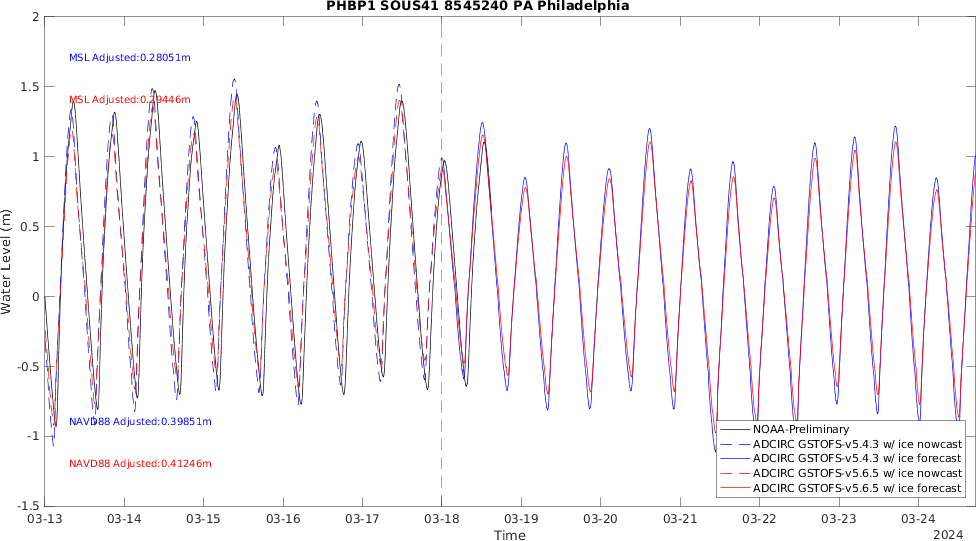 PHBP1 SOUS41 8545240 PA Philadelphia
2
1.5
1
0.5
0
-0.5
-1
-1.5
Water Level (m)
MSL Adjusted:0.28051m
MSL Adjusted:0.29446m
NAVD88 Adjusted:0.39851m
NAVD88 Adjusted:0.41246m
NOAA-Preliminary
ADCIRC GSTOFS-v5.4.3 w/ ice nowcast
ADCIRC GSTOFS-v5.4.3 w/ ice forecast
ADCIRC GSTOFS-v5.6.5 w/ ice nowcast
ADCIRC GSTOFS-v5.6.5 w/ ice forecast
03-13 03-14 03-15 03-16 03-17 03-18 03-19 03-20 03-21 03-22 03-23 03-24
Time
2024